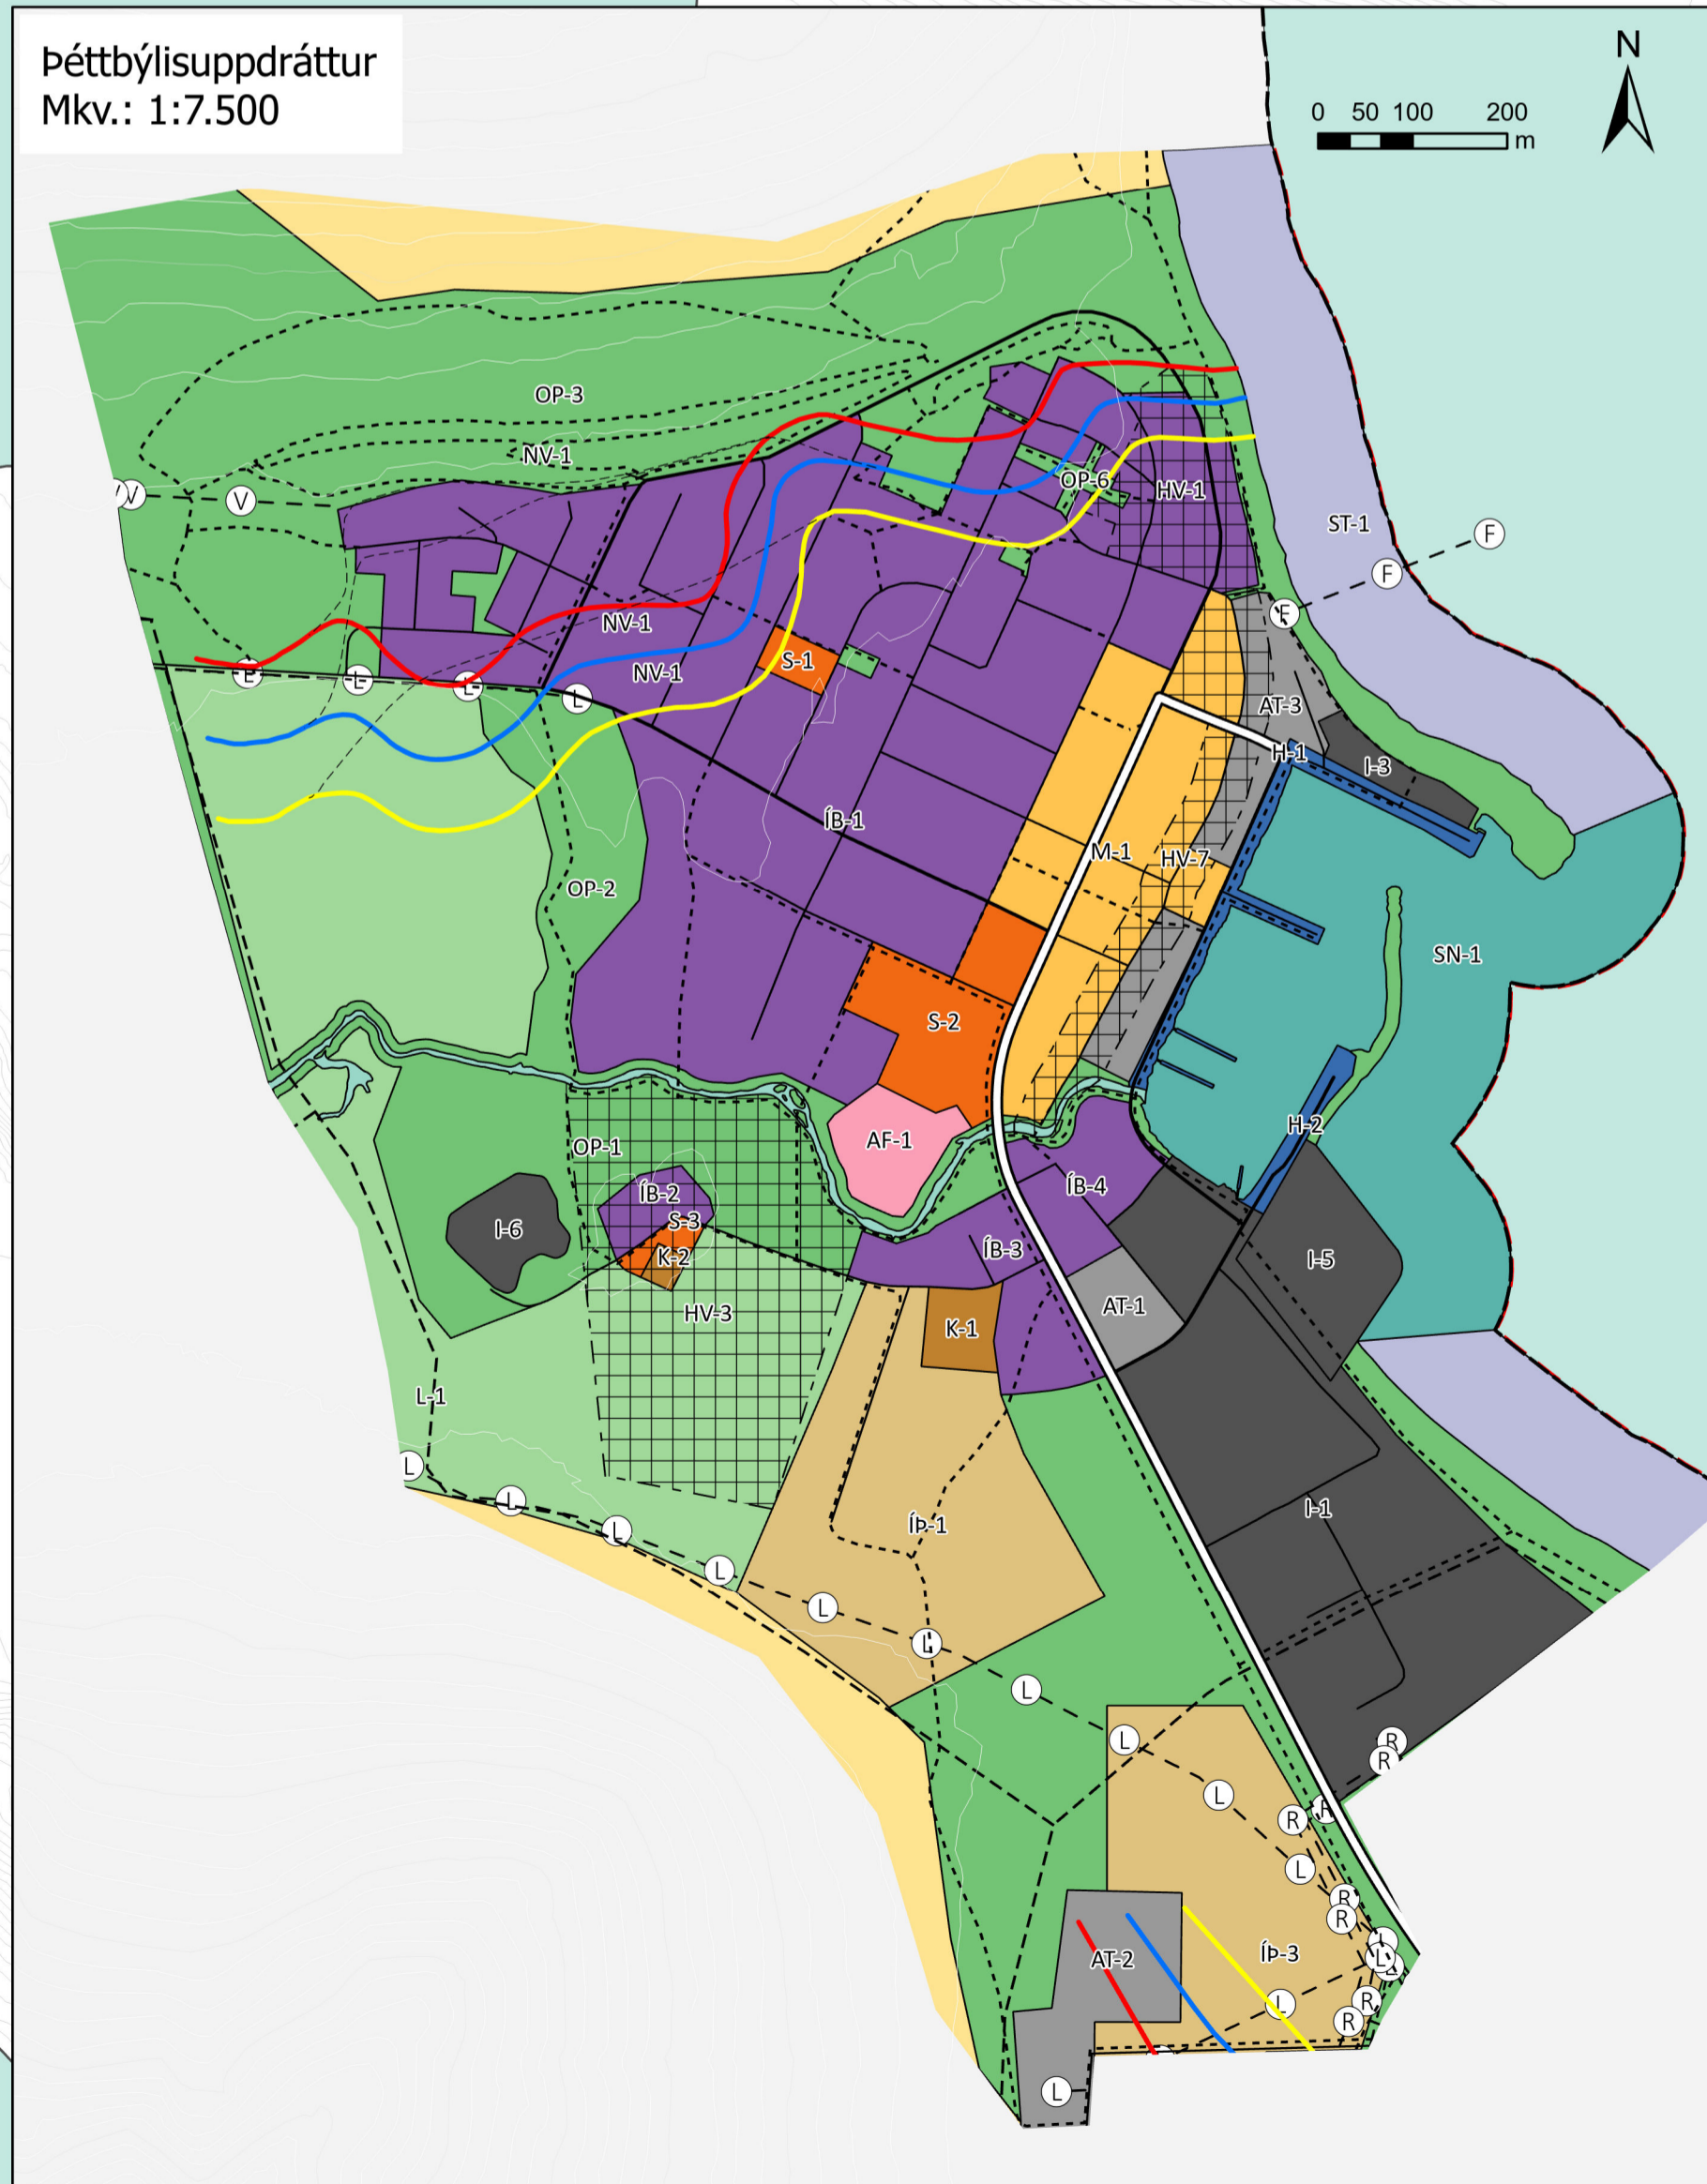 Þéttbýlisuppdráttur
Mkv.: 1:7.500
N
0 50 100 200
m
OP-3
NV-1
V
V
OP-6
HV-1
ST-1
F
F
F
NV-1
S-1
NV-1
L
L
L
L
AT-3
H-1
I-3
ÍB-1
M-1
HV-7
OP-2
SN-1
S-2
AF-1
H-2
OP-1
ÍB-4
ÍB-2
S-3
I-6
K-2
ÍB-3
I-5
HV-3
AT-1
K-1
L-1
L
L
L
L
I-1
ÍÞ-1
L
L
L
L
R
R
L
R
R
L
R
R
L
L
L
AT-2
ÍÞ-3
L
R
R
L